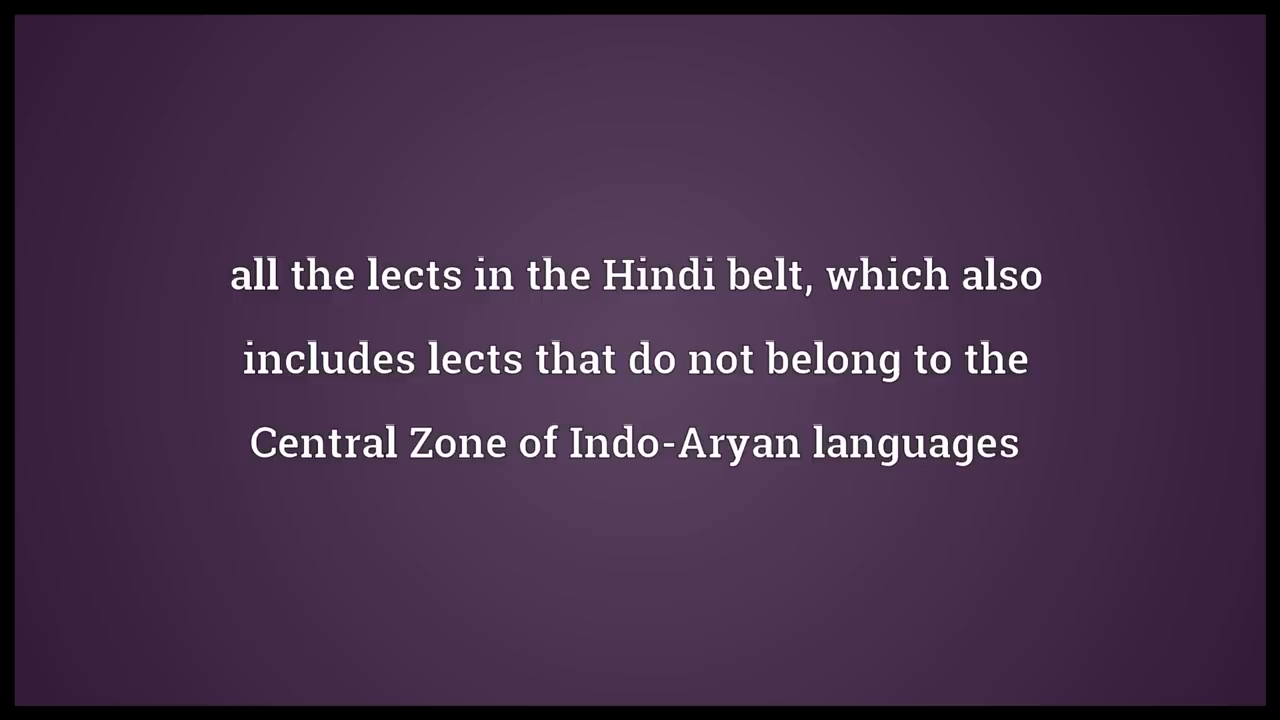 all the lects in the Hindi belt, which also
includes lects that do not belong to the
Central Zone of Indo-Aryan languages